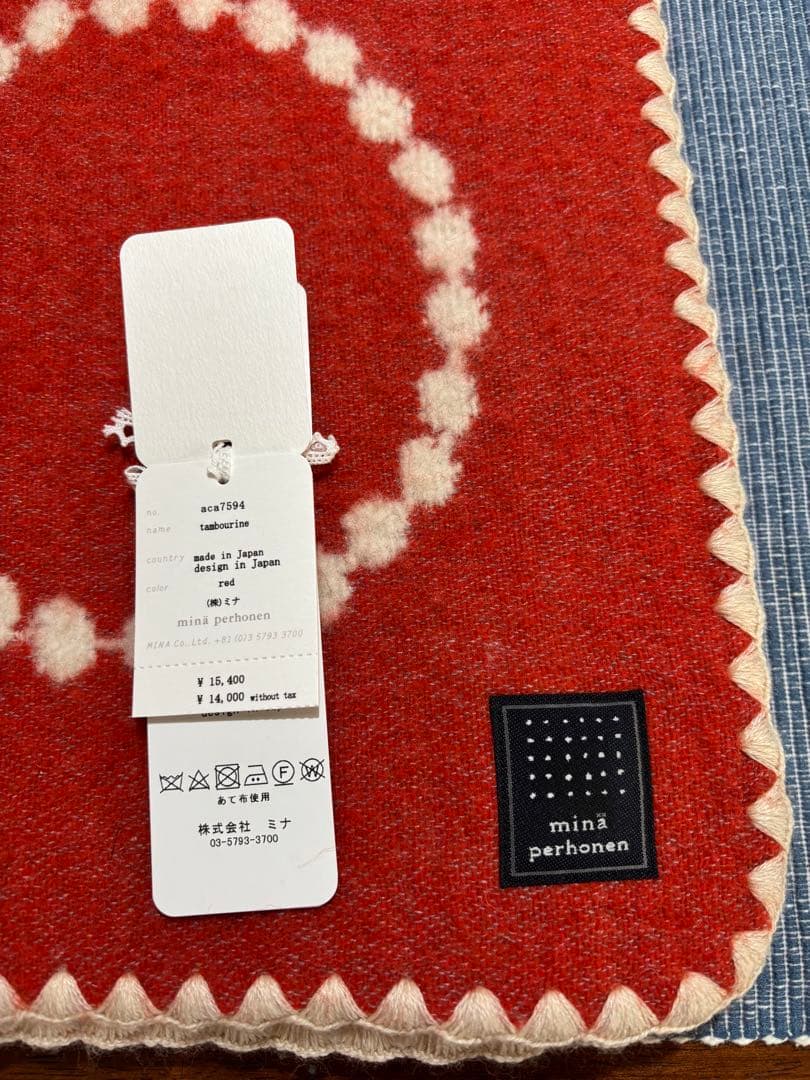 no. aca7594
name tambourine
country made in Japan
design in Japan
color red
(株)ミナ
minä perhonen
MINA Co.,Ltd. +81(0)3 5793 3700
¥ 15,400
¥ 14,000 without tax
F
W
あて布使用
株式会社 ミナ
03-5793-3700
minä
perhonen